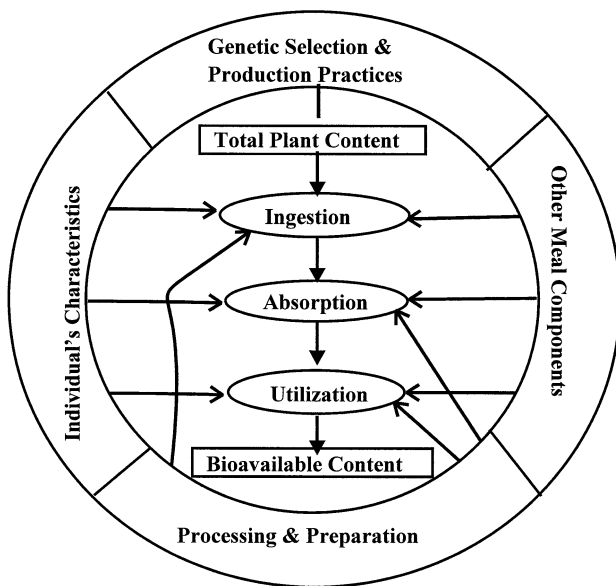 Genetic Selection &
Production Practices
Total Plant Content
Ingestion
Absorption
Utilization
Bioavailable Content
Individual's Characteristics
Other Meal Components
Processing & Preparation